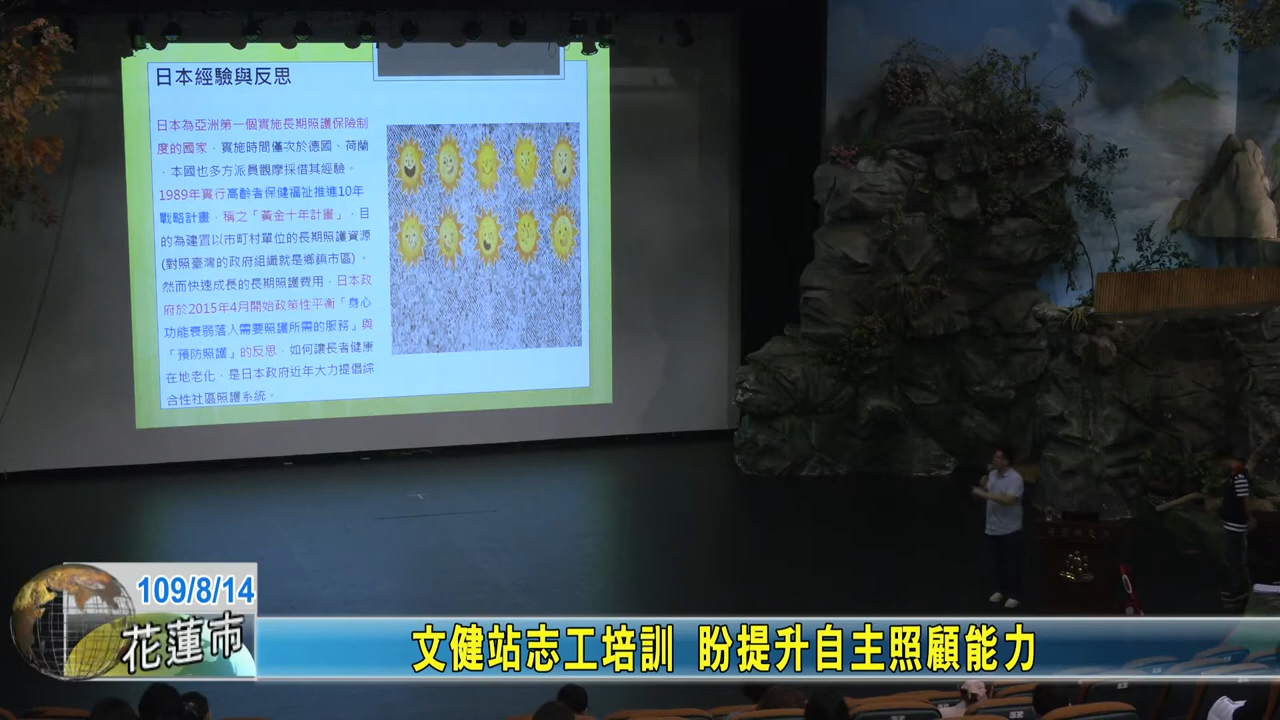 日本經驗與反思
日本為亞洲第一個實施長期照護保險制
度的國家，實施時間僅次於德國、荷蘭
，本國也多方派員觀摩採借其經驗。
1989年實行高齡者保健福祉推進10年
戰略計畫，稱之「黃金十年計畫」，目
的為建置以市町村單位的長期照護資源
(對照臺灣的政府組織就是鄉鎮市區)。
然而快速成長的長期照護費用，日本政
府於2015年4月開始政策性平衡「身心
功能衰弱落入需要照護所需的服務」與
「預防照護」的反思，如何讓長者健康
在地老化，是日本政府近年大力提倡綜
合性社區照護系統。
109/8/14
花蓮市
文健站志工培訓 盼提升自主照顧能力